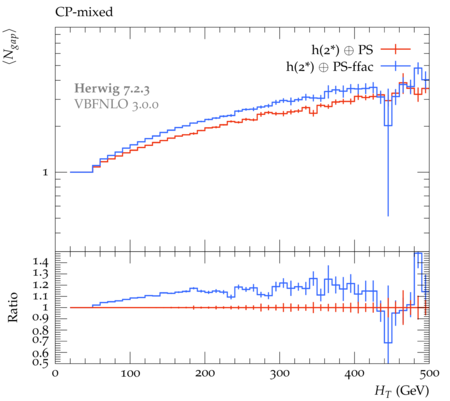 CP-mixed
⟨N_gap⟩
h(2*) ⊕ PS
h(2*) ⊕ PS-ffac
Herwig 7.2.3
VBFNLO 3.0.0
1
Ratio
1.4
1.3
1.2
1.1
1
0.9
0.8
0.7
0.6
0.5
0 100 200 300 400 500
H_T (GeV)